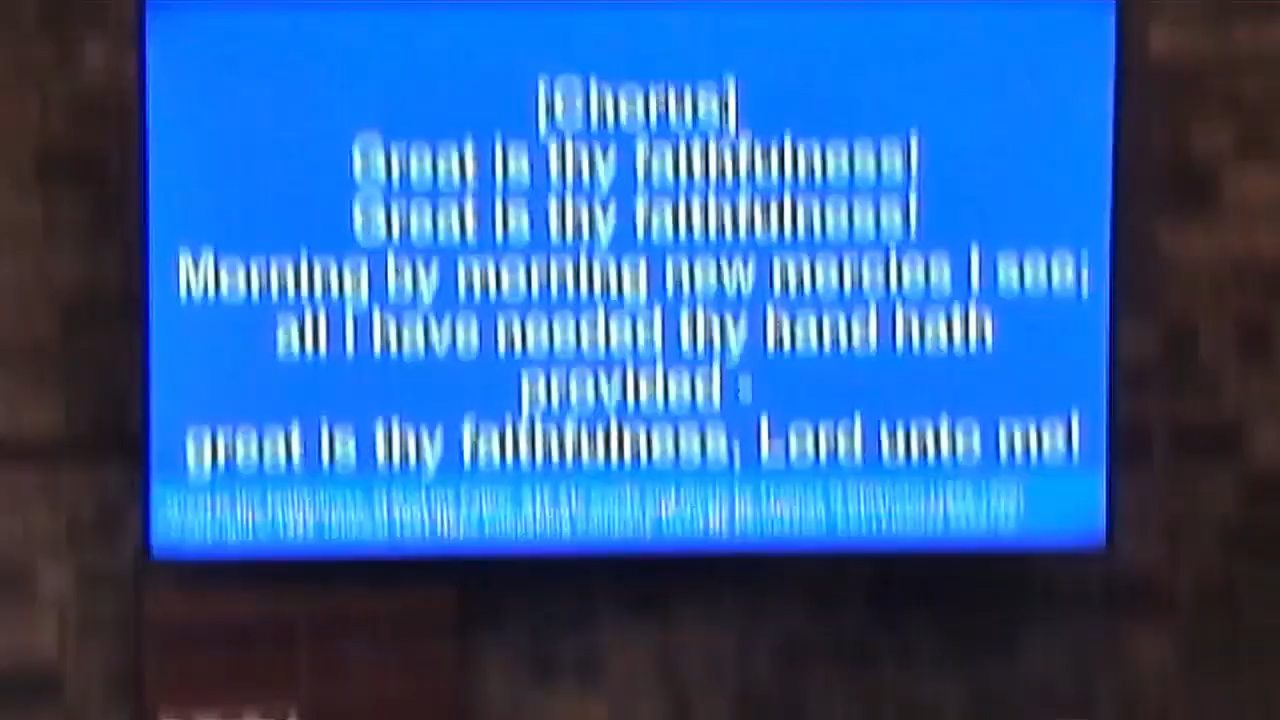 [Chorus]
Great is thy faithfulness!
Great is thy faithfulness!
Morning by morning new mercies I see;
all I have needed thy hand hath
provided :
great is thy faithfulness, Lord unto me!